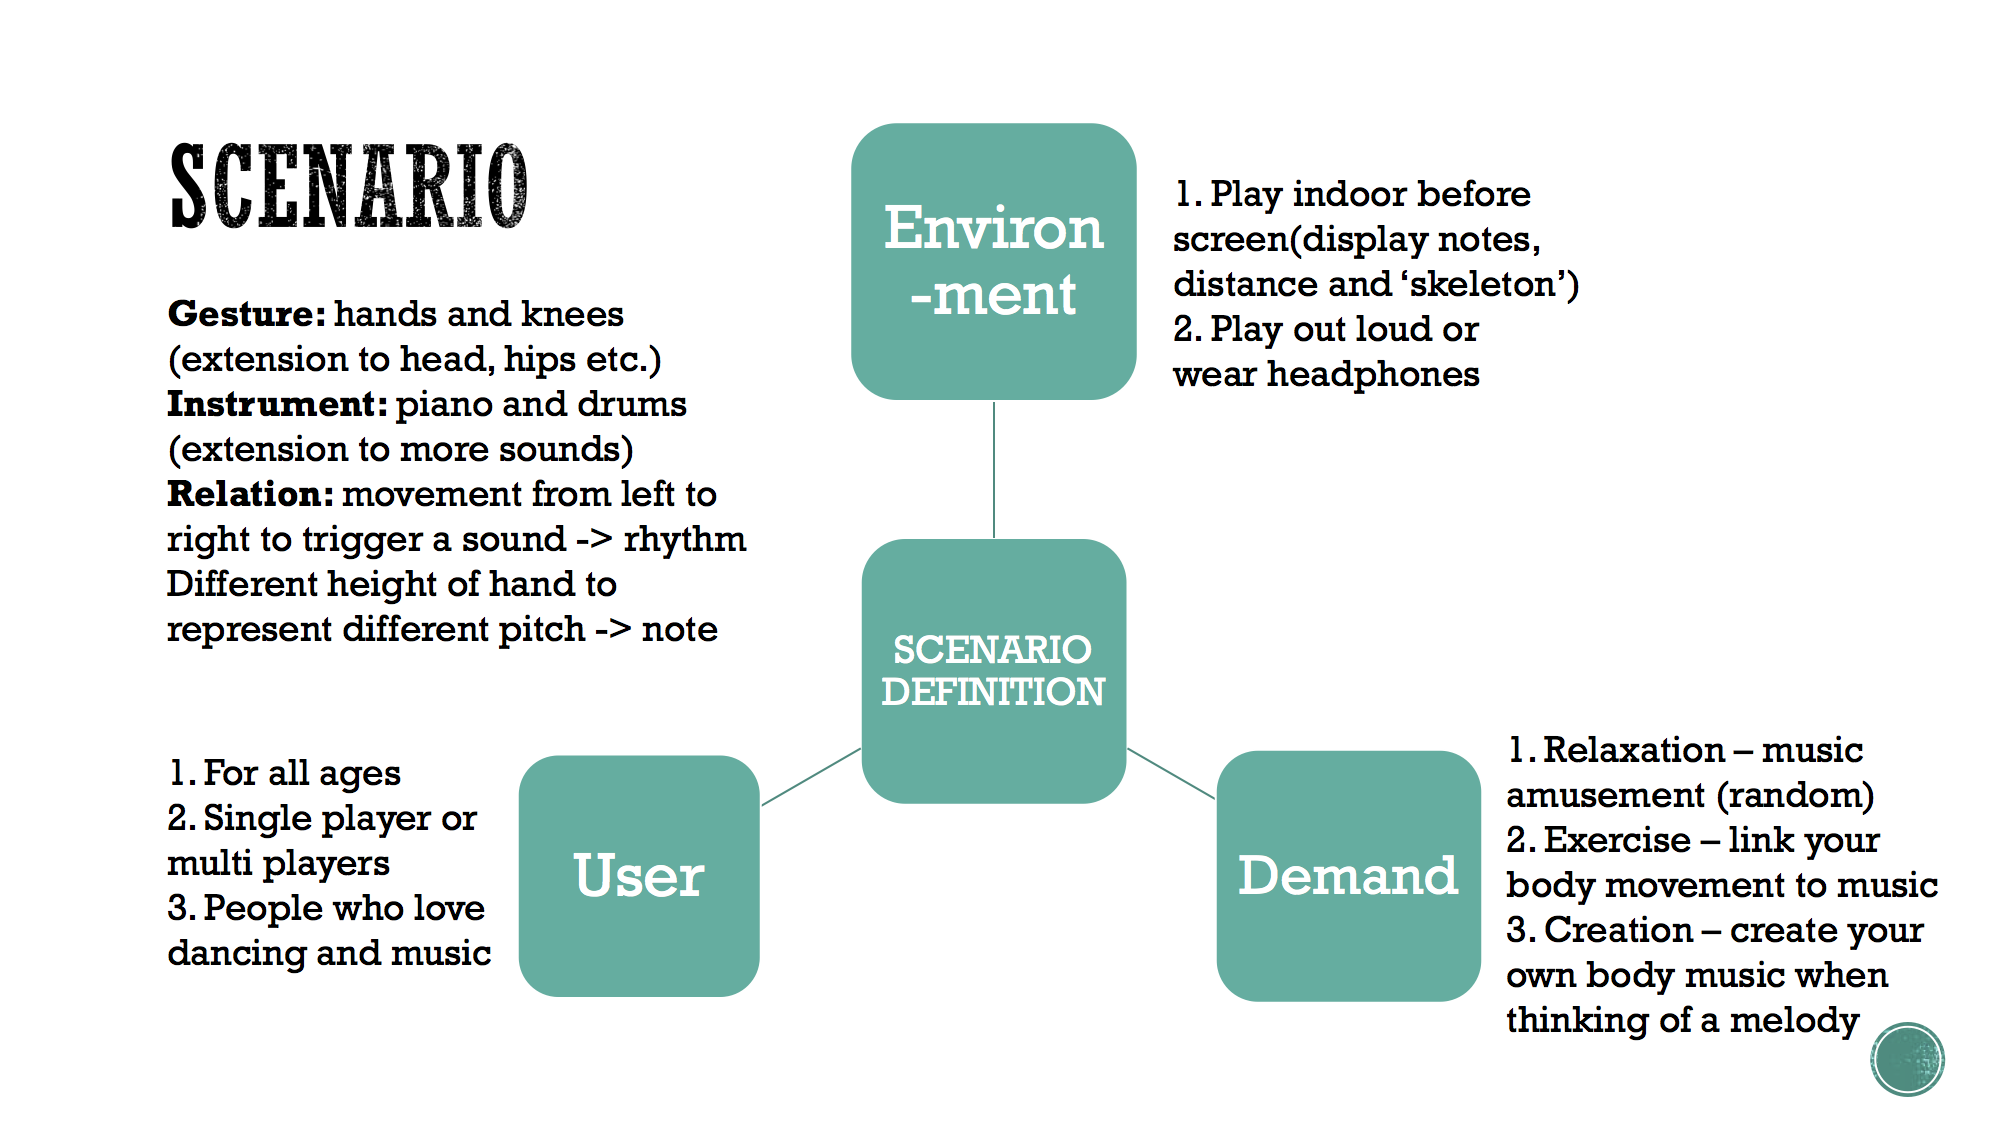 SCENARIO
Gesture: hands and knees
(extension to head, hips etc.)
Instrument: piano and drums
(extension to more sounds)
Relation: movement from left to
right to trigger a sound -> rhythm
Different height of hand to
represent different pitch -> note
Environ
-ment
1. Play indoor before
screen(display notes,
distance and ‘skeleton’)
2. Play out loud or
wear headphones
SCENARIO
DEFINITION
1. For all ages
2. Single player or
multi players
3. People who love
dancing and music
User
Demand
1. Relaxation – music
amusement (random)
2. Exercise – link your
body movement to music
3. Creation – create your
own body music when
thinking of a melody